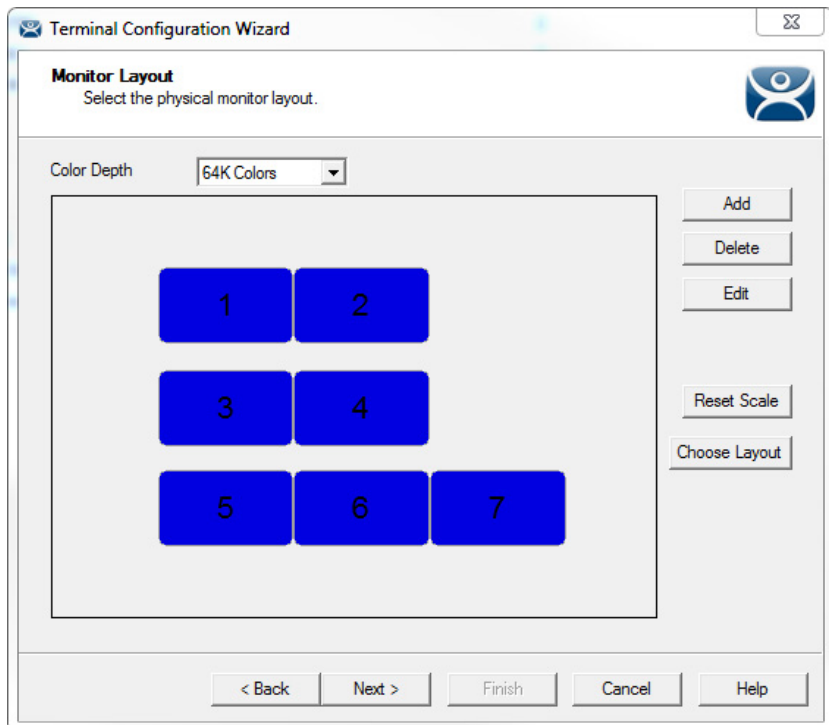 Terminal Configuration Wizard
Monitor Layout
Select the physical monitor layout.
Color Depth
64K Colors
Add
Delete
Edit
1 2
3 4
Reset Scale
Choose Layout
5 6 7
< Back Next > Finish Cancel Help